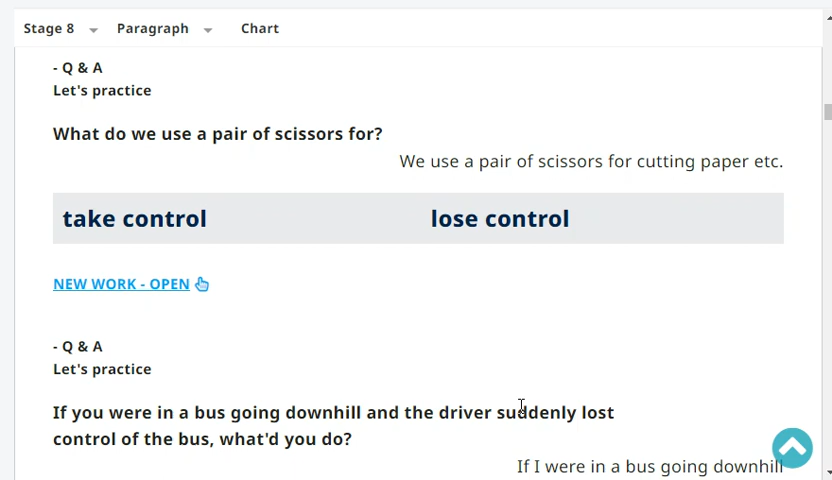 Stage 8 Paragraph Chart
- Q & A
Let's practice
What do we use a pair of scissors for?
We use a pair of scissors for cutting paper etc.
take control lose control
NEW WORK - OPEN
- Q & A
Let's practice
If you were in a bus going downhill and the driver suddenly lost
control of the bus, what'd you do?
If I were in a bus going downhill